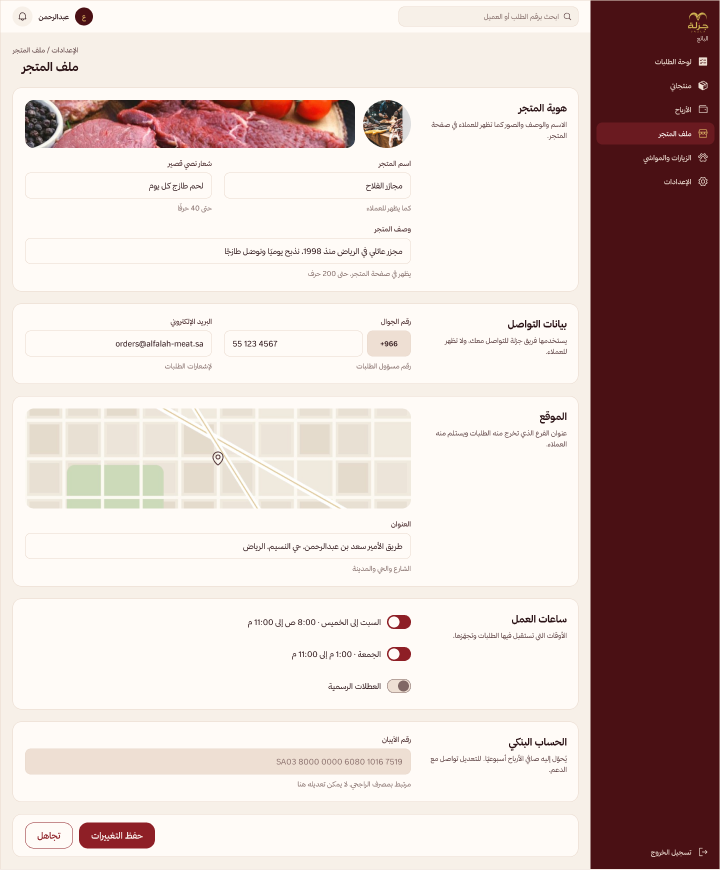 جزلة
البائع
لوحة الطلبات
منتجاتي
الأرباح
ملف المتجر
الزيارات والمواشي
الإعدادات
تسجيل الخروج
ابحث برقم الطلب أو العميل
ع
عبدالرحمن
الإعدادات / ملف المتجر
ملف المتجر
هوية المتجر
الاسم والوصف والصور كما تظهر للعملاء في صفحة
المتجر.
اسم المتجر
مجازر الفلاح
كما يظهر للعملاء
شعار نصي قصير
لحم طازج كل يوم
حتى 40 حرفًا
وصف المتجر
مجزر عائلي في الرياض منذ 1998، نذبح يوميًا ونوصل طازجًا
يظهر في صفحة المتجر. حتى 200 حرف
بيانات التواصل
يستخدمها فريق جزلة للتواصل معك، ولا تظهر
للعملاء.
رقم الجوال
+966
55 123 4567
رقم مسؤول الطلبات
البريد الإلكتروني
orders@alfalah-meat.sa
لإشعارات الطلبات
الموقع
عنوان الفرع الذي تخرج منه الطلبات ويستلم منه
العملاء.
العنوان
طريق الأمير سعد بن عبدالرحمن، حي النسيم، الرياض
الشارع والحي والمدينة
ساعات العمل
الأوقات التي تستقبل فيها الطلبات وتجهزها.
السبت إلى الخميس · 8:00 ص إلى 11:00 م
الجمعة · 1:00 م إلى 11:00 م
العطلات الرسمية
الحساب البنكي
يُحوّل إليه صافي الأرباح أسبوعيًا. للتعديل تواصل مع
الدعم.
رقم الآيبان
SA03 8000 0000 6080 1016 7519
مرتبط بمصرف الراجحي. لا يمكن تعديله هنا
حفظ التغييرات
تجاهل